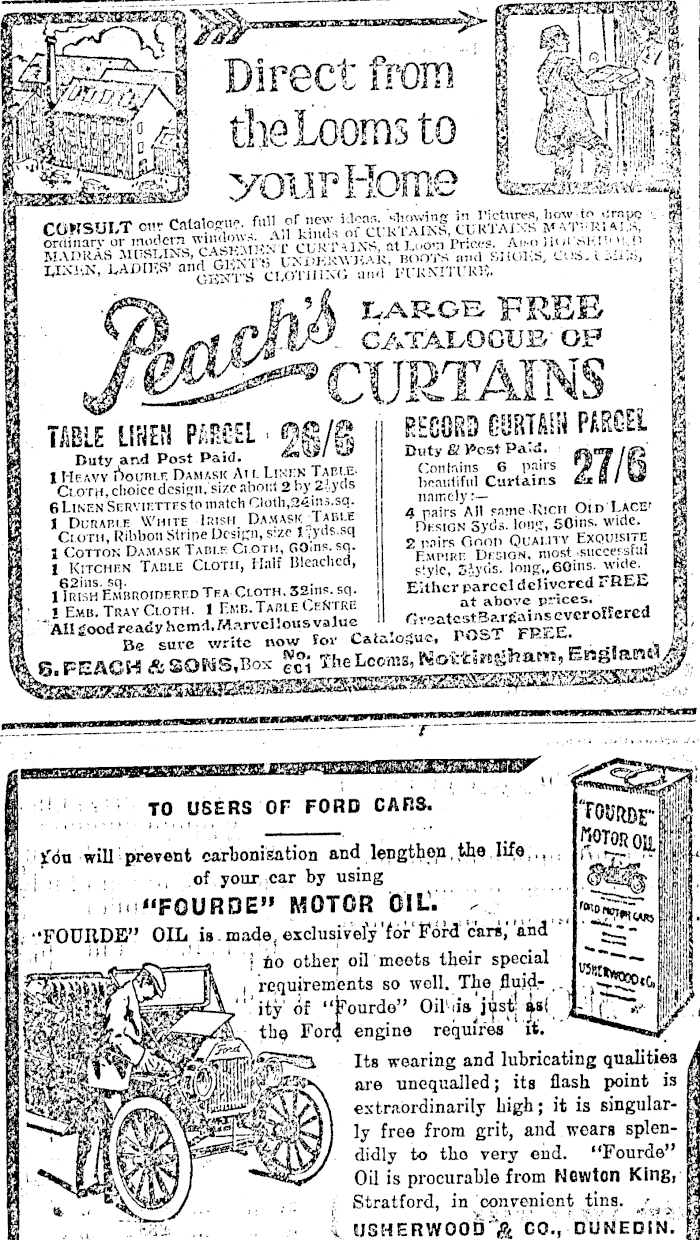 Direct from
the Looms to
your Home
CONSULT our Catalogue, full of new ideas, showing in Pictures, how to drape
ordinary or modern windows. All kinds of CURTAINS, CURTAINS MATERIALS,
MADRAS MUSLINS, CASEMENT CURTAINS, at Loom Prices. Also HOUSEHOLD
LINEN, LADIES' and GENT'S UNDERWEAR, BOOTS and SHOES, COSTUMES,
GENT'S CLOTHING and FURNITURE.
Peach's
LARGE FREE
CATALOGUE OF
CURTAINS
TABLE LINEN PARCEL 26/6
Duty and Post Paid.
1 HEAVY DOUBLE DAMASK ALL LINEN TABLE-
CLOTH, choice design, size about 2 by 2½yds
6 LINEN SERVIETTES to match Cloth, 24ins.sq.
1 DURABLE WHITE IRISH DAMASK TABLE
CLOTH, Ribbon Stripe Design, size yds.sq
1 COTTON DAMASK TABLE CLOTH, 60ins. sq.
1 KITCHEN TABLE CLOTH, Half Bleached,
62ins. sq.
1 IRISH EMBROIDERED TEA CLOTH, 32ins. sq.
1 EMB. TRAY CLOTH. 1 EMB. TABLE CENTRE
All good ready hemd. Marvellous value
RECORD CURTAIN PARCEL
Duty & Post Paid.
27/6
Contains 6 pairs
beautiful Curtains
namely:—
4 pairs All same RICH OLD LACE
DESIGN 3yds. long, 50ins. wide.
2 pairs GOOD QUALITY EXQUISITE
EMPIRE DESIGN, most successful
style, 3½yds. long, 60ins. wide.
Either parcel delivered FREE
at above prices.
Greatest Bargains ever offered
Be sure write now for Catalogue, POST FREE.
S. PEACH & SONS, Box No. 601 The Looms, Nottingham, England
TO USERS OF FORD CARS.
You will prevent carbonisation and lengthen the life
of your car by using
"FOURDE" MOTOR OIL.
"FOURDE" OIL is made exclusively for Ford cars, and
no other oil meets their special
requirements so well. The fluid-
ity of "Fourde" Oil is just as
the Ford engine requires it.
"FOURDE"
MOTOR OIL
FORD MOTOR CARS
USHERWOOD & Co
Ford
Its wearing and lubricating qualities
are unequalled; its flash point is
extraordinarily high; it is singular-
ly free from grit, and wears splen-
didly to the very end. "Fourde"
Oil is procurable from Newton King,
Stratford, in convenient tins.
USHERWOOD & CO., DUNEDIN.